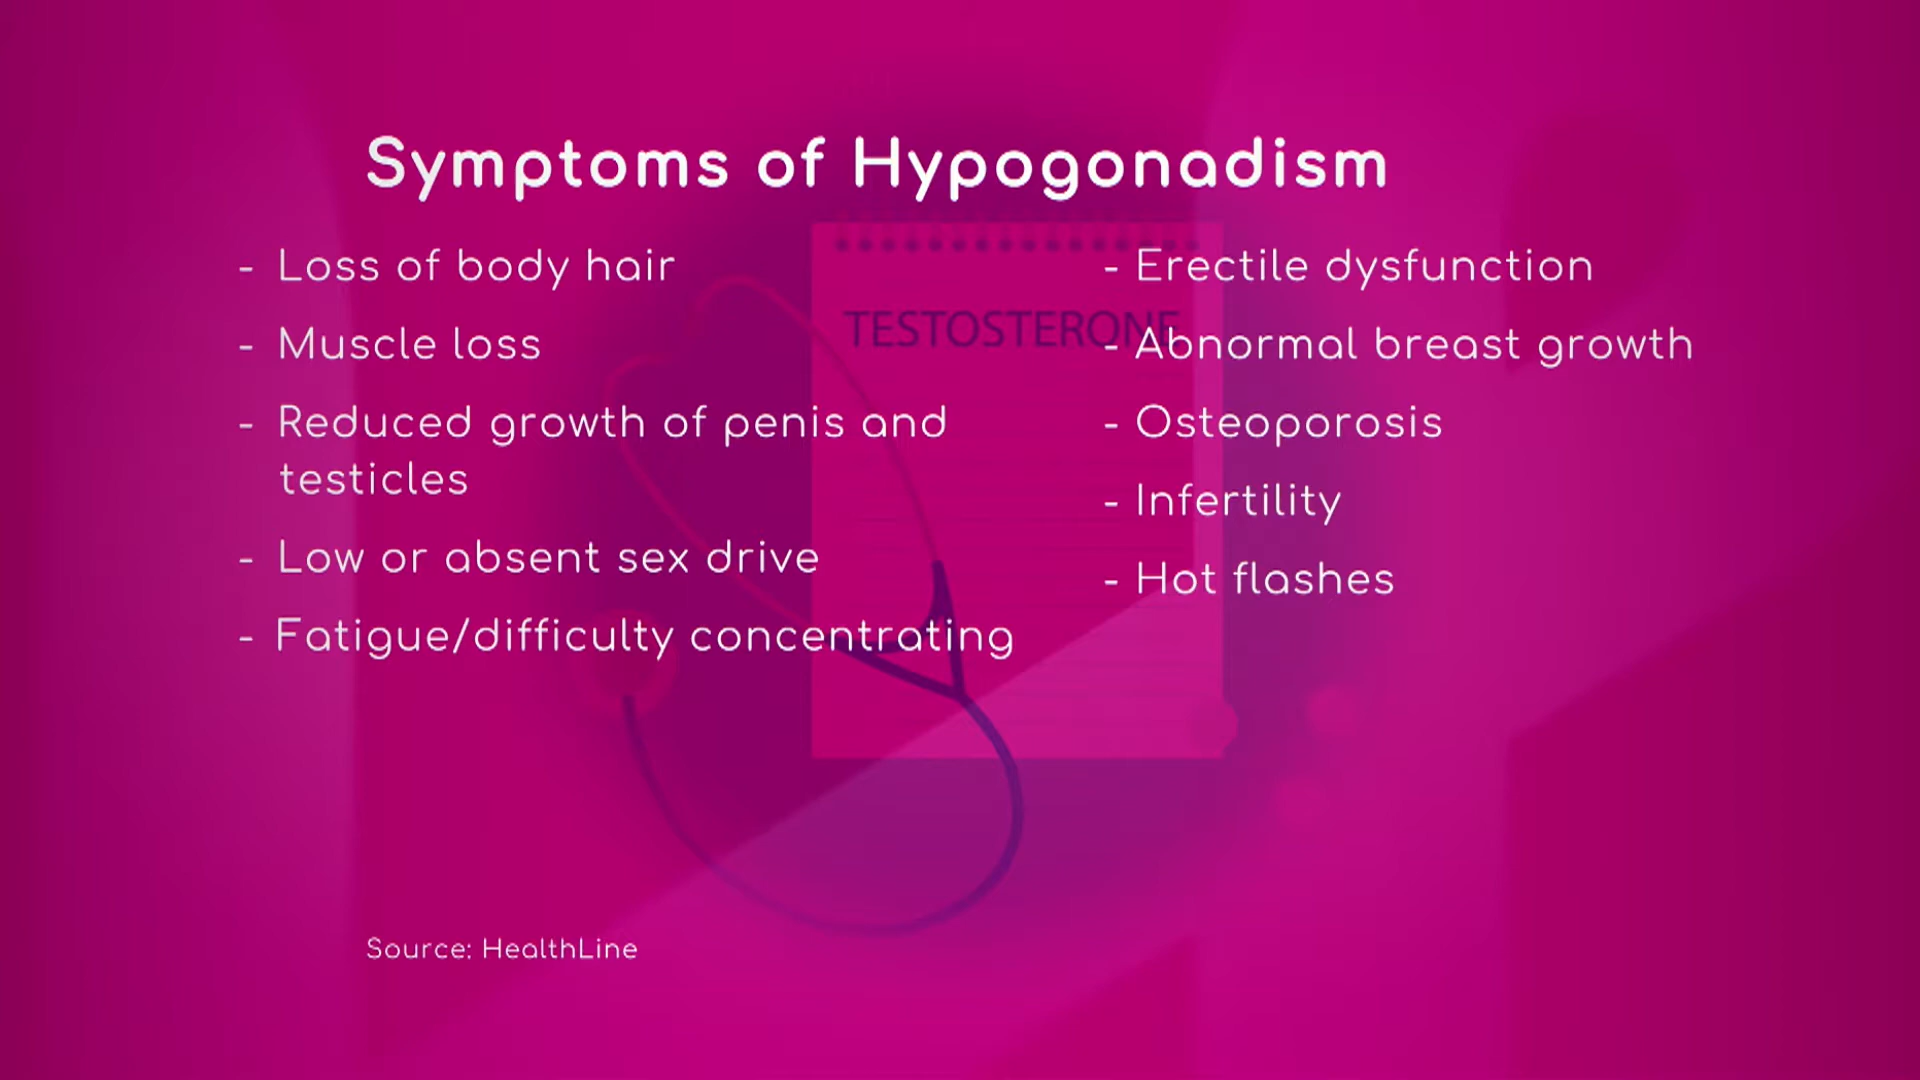 Symptoms of Hypogonadism
- Loss of body hair
- Muscle loss
- Reduced growth of penis and
testicles
- Low or absent sex drive
- Fatigue/difficulty concentrating
- Erectile dysfunction
- Abnormal breast growth
- Osteoporosis
- Infertility
- Hot flashes
TESTOSTERONE
Source: HealthLine